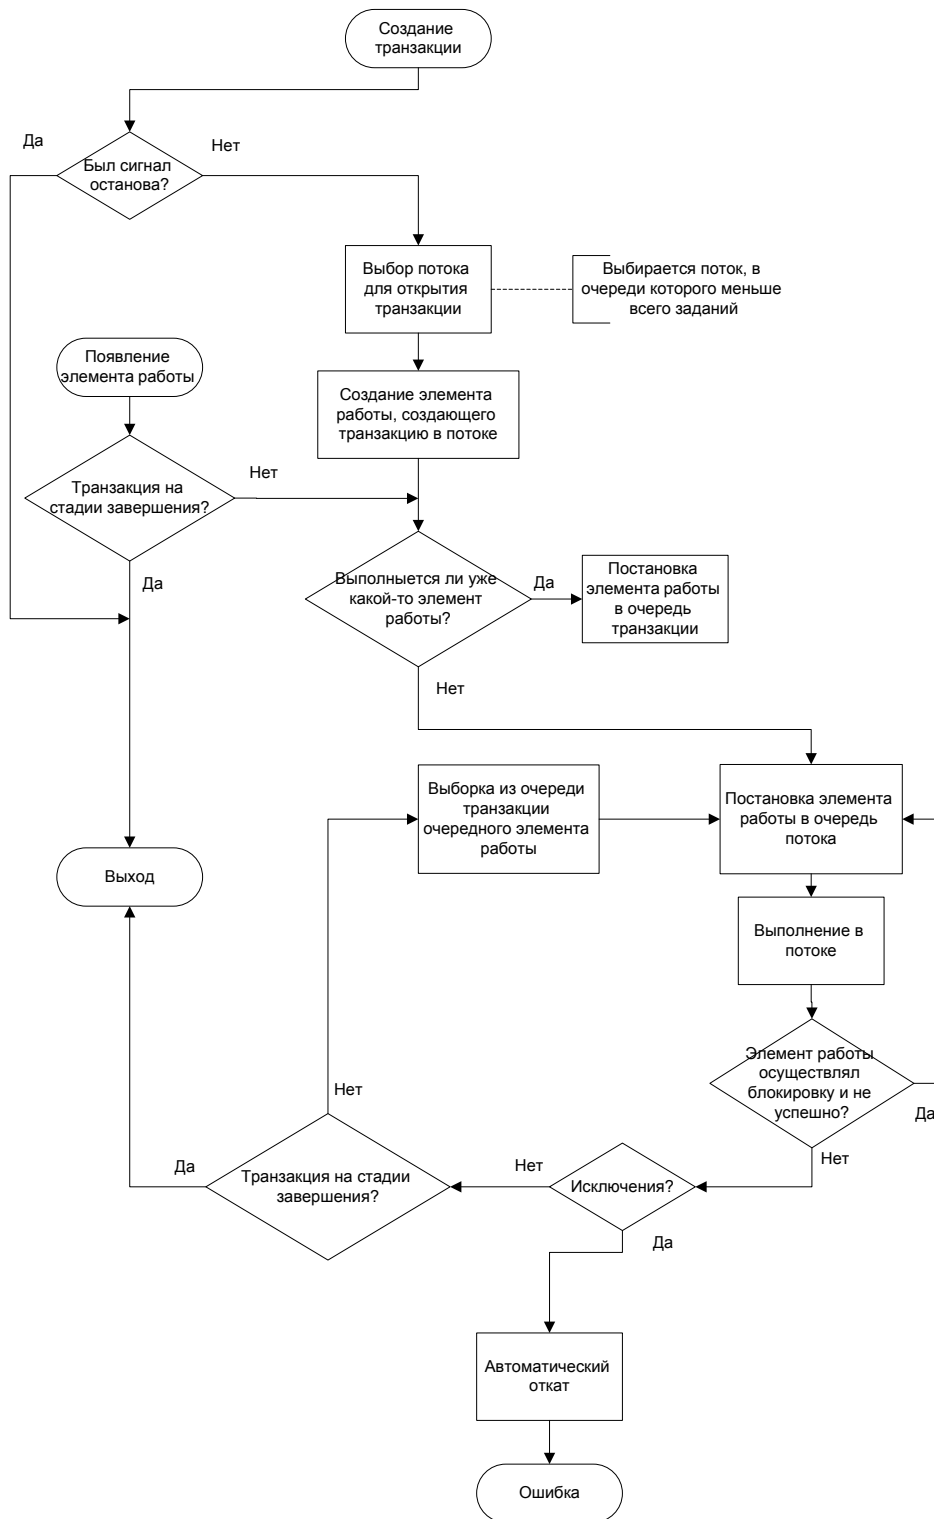 Создание
транзакции
Да
Нет
Был сигнал
останова?
Выбор потока
для открытия
транзакции
Выбирается поток, в
очереди которого меньше
всего заданий
Появление
элемента работы
Создание элемента
работы, создающего
транзакцию в потоке
Нет
Транзакция на
стадии завершения?
Да
Выполныется ли уже
какой-то элемент
работы?
Да
Постановка
элемента работы
в очередь
транзакции
Нет
Выборка из очереди
транзакции
очередного элемента
работы
Постановка элемента
работы в очередь
потока
Выход
Выполнение в
потоке
Элемент работы
осуществлял
блокировку и не
успешно?
Да
Нет
Нет
Да
Транзакция на стадии
завершения?
Нет
Исключения?
Да
Автоматический
откат
Ошибка